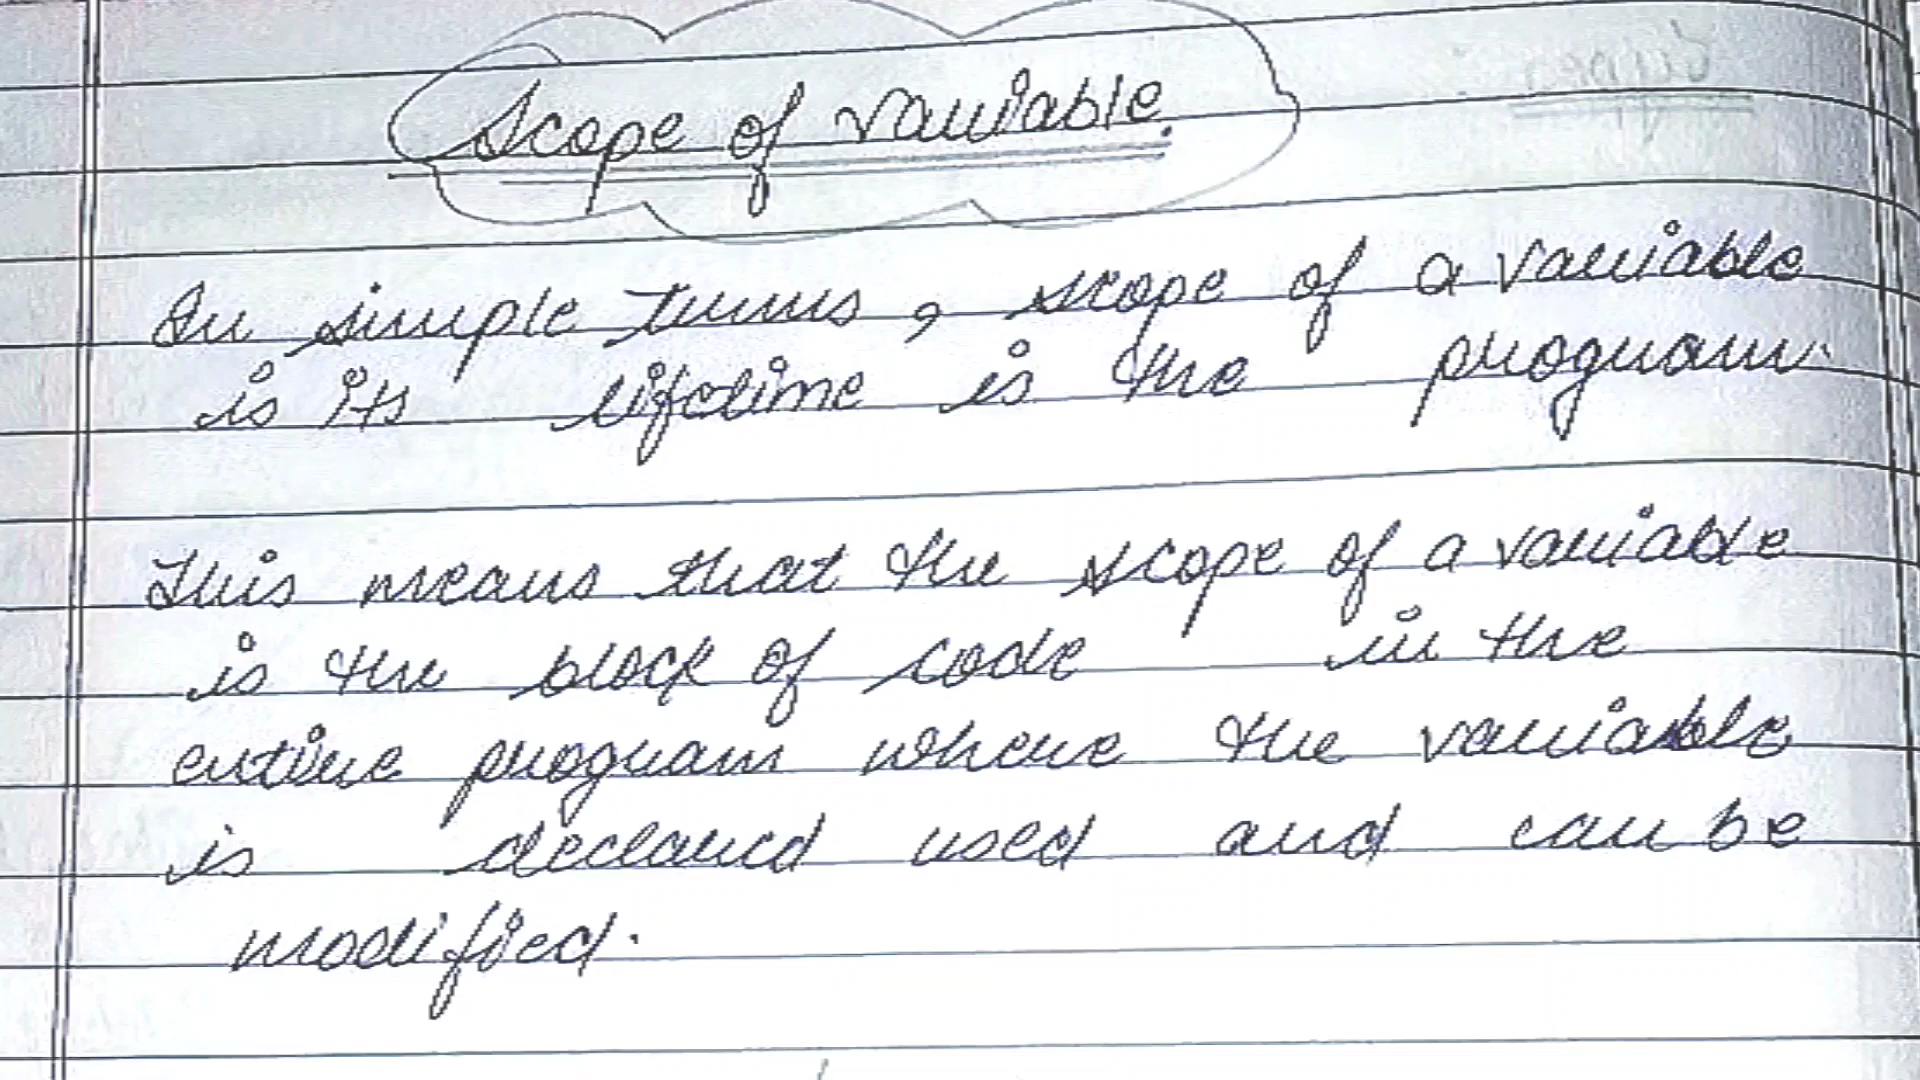 Scope of variable.
In simple terms, scope of a variable
is its lifetime is the program.
This means that the scope of a variable
is the block of code in the
entire program where the variable
is declared used and can be
modified.